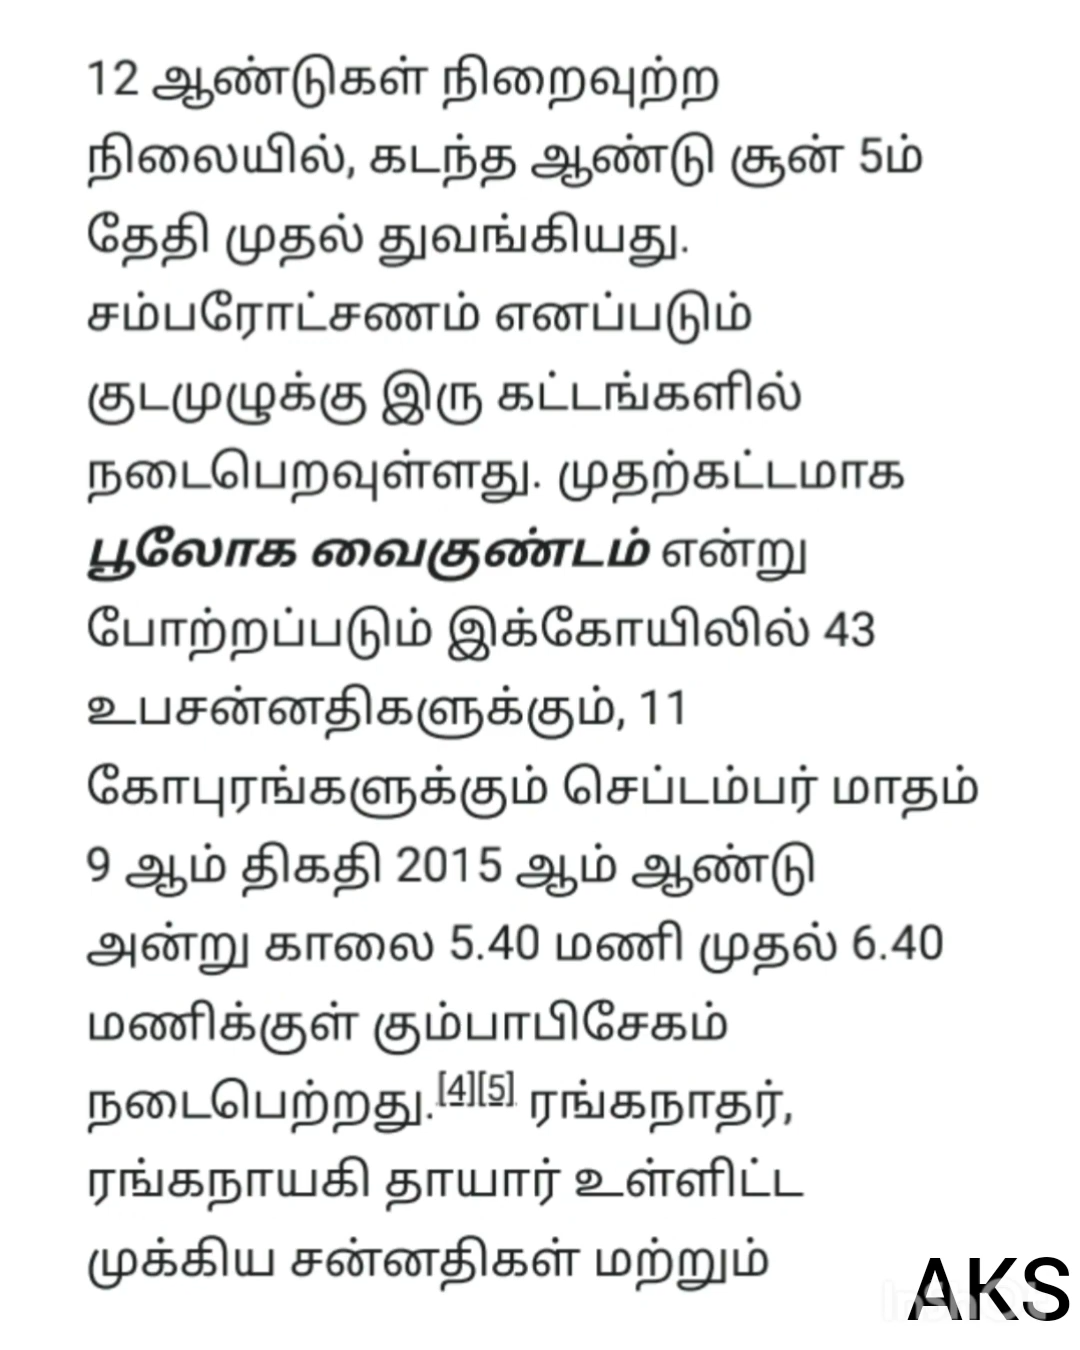 12 ஆண்டுகள் நிறைவுற்ற
நிலையில், கடந்த ஆண்டு சூன் 5ம்
தேதி முதல் துவங்கியது.
சம்பரோட்சணம் எனப்படும்
குடமுழுக்கு இரு கட்டங்களில்
நடைபெறவுள்ளது. முதற்கட்டமாக
பூலோக வைகுண்டம் என்று
போற்றப்படும் இக்கோயிலில் 43
உபசன்னதிகளுக்கும், 11
கோபுரங்களுக்கும் செப்டம்பர் மாதம்
9 ஆம் திகதி 2015 ஆம் ஆண்டு
அன்று காலை 5.40 மணி முதல் 6.40
மணிக்குள் கும்பாபிசேகம்
நடைபெற்றது.[4][5] ரங்கநாதர்,
ரங்கநாயகி தாயார் உள்ளிட்ட
முக்கிய சன்னதிகள் மற்றும்
AKS